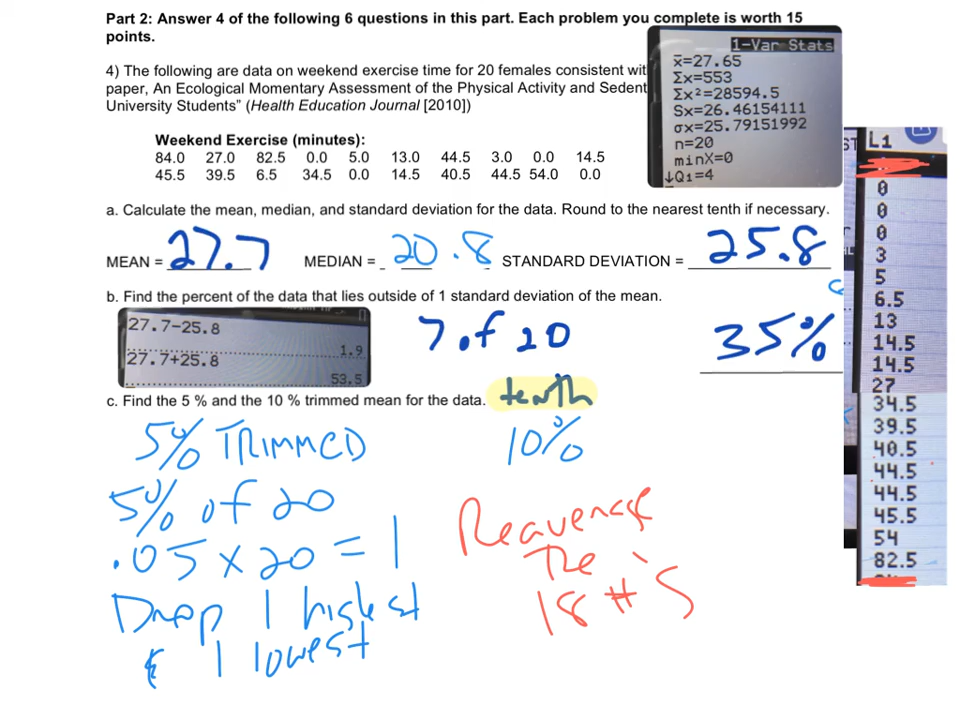 Part 2: Answer 4 of the following 6 questions in this part. Each problem you complete is worth 15
points.
4) The following are data on weekend exercise time for 20 females consistent wit
paper, An Ecological Momentary Assessment of the Physical Activity and Sedent
University Students" (Health Education Journal [2010])
1-Var Stats
x̄=27.65
Σx=553
Σx²=28594.5
Sx=26.46154111
σx=25.79151992
n=20
minX=0
↓Q1=4
Weekend Exercise (minutes):
84.0 27.0 82.5 0.0 5.0 13.0 44.5 3.0 0.0 14.5
45.5 39.5 6.5 34.5 0.0 14.5 40.5 44.5 54.0 0.0
a. Calculate the mean, median, and standard deviation for the data. Round to the nearest tenth if necessary.
MEAN = 27.7 MEDIAN = 20.8 STANDARD DEVIATION = 25.8
b. Find the percent of the data that lies outside of 1 standard deviation of the mean.
27.7-25.8
1.9
27.7+25.8
53.5
7 of 20 35%
c. Find the 5 % and the 10 % trimmed mean for the data. tenth
5% TRIMMED 10%
5% of 20
.05 x 20 = 1
Drop 1 highest
& 1 lowest
Reaverage
The
18 #'s
L1
0
0
0
3
5
6.5
13
14.5
14.5
27
34.5
39.5
40.5
44.5
44.5
45.5
54
82.5